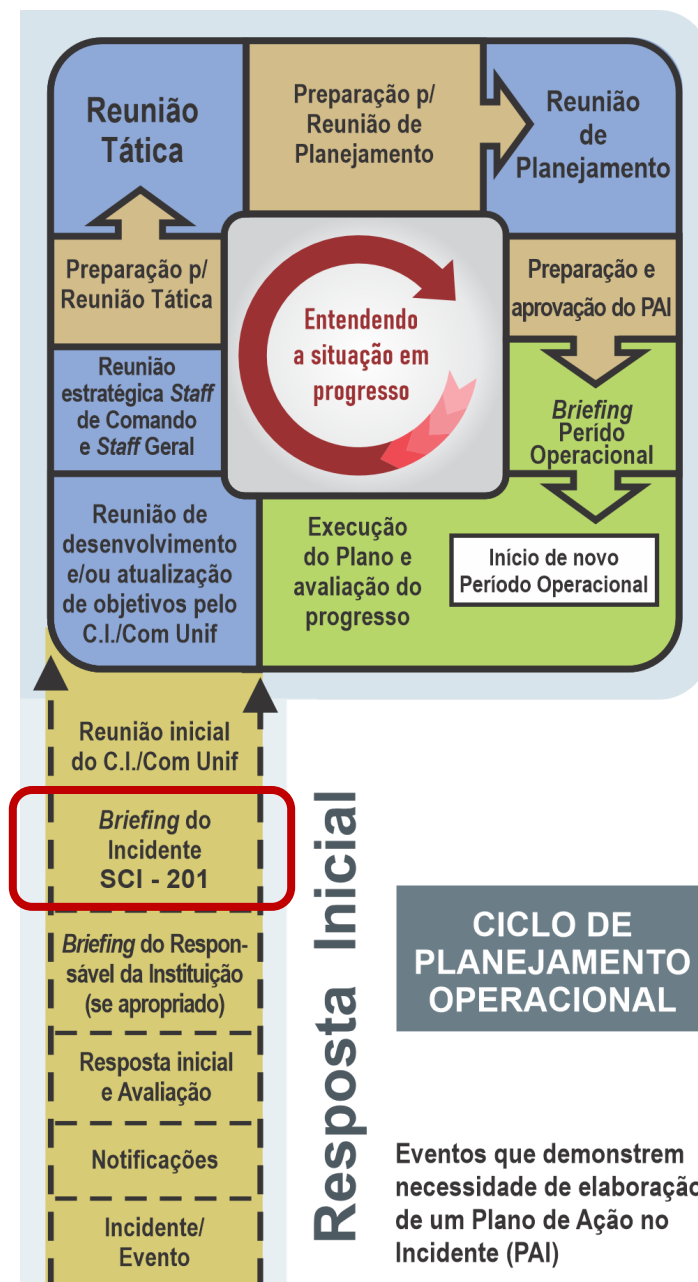 Reunião
Tática
Preparação p/
Reunião de
Planejamento
Reunião
de
Planejamento
Preparação p/
Reunião Tática
Entendendo
a situação em
progresso
Preparação e
aprovação do PAI
Reunião
estratégica Staff
de Comando
e Staff Geral
Briefing
Perído
Operacional
Reunião de
desenvolvimento
e/ou atualização
de objetivos pelo
C.I./Com Unif
Execução
do Plano e
avaliação do
progresso
Início de novo
Período Operacional
Reunião inicial
do C.I./Com Unif
Briefing do
Incidente
SCI - 201
Briefing do Respon-
sável da Instituição
(se apropriado)
Resposta inicial
e Avaliação
Notificações
Incidente/
Evento
Resposta Inicial
CICLO DE
PLANEJAMENTO
OPERACIONAL
Eventos que demonstrem
necessidade de elaboração
de um Plano de Ação no
Incidente (PAI)